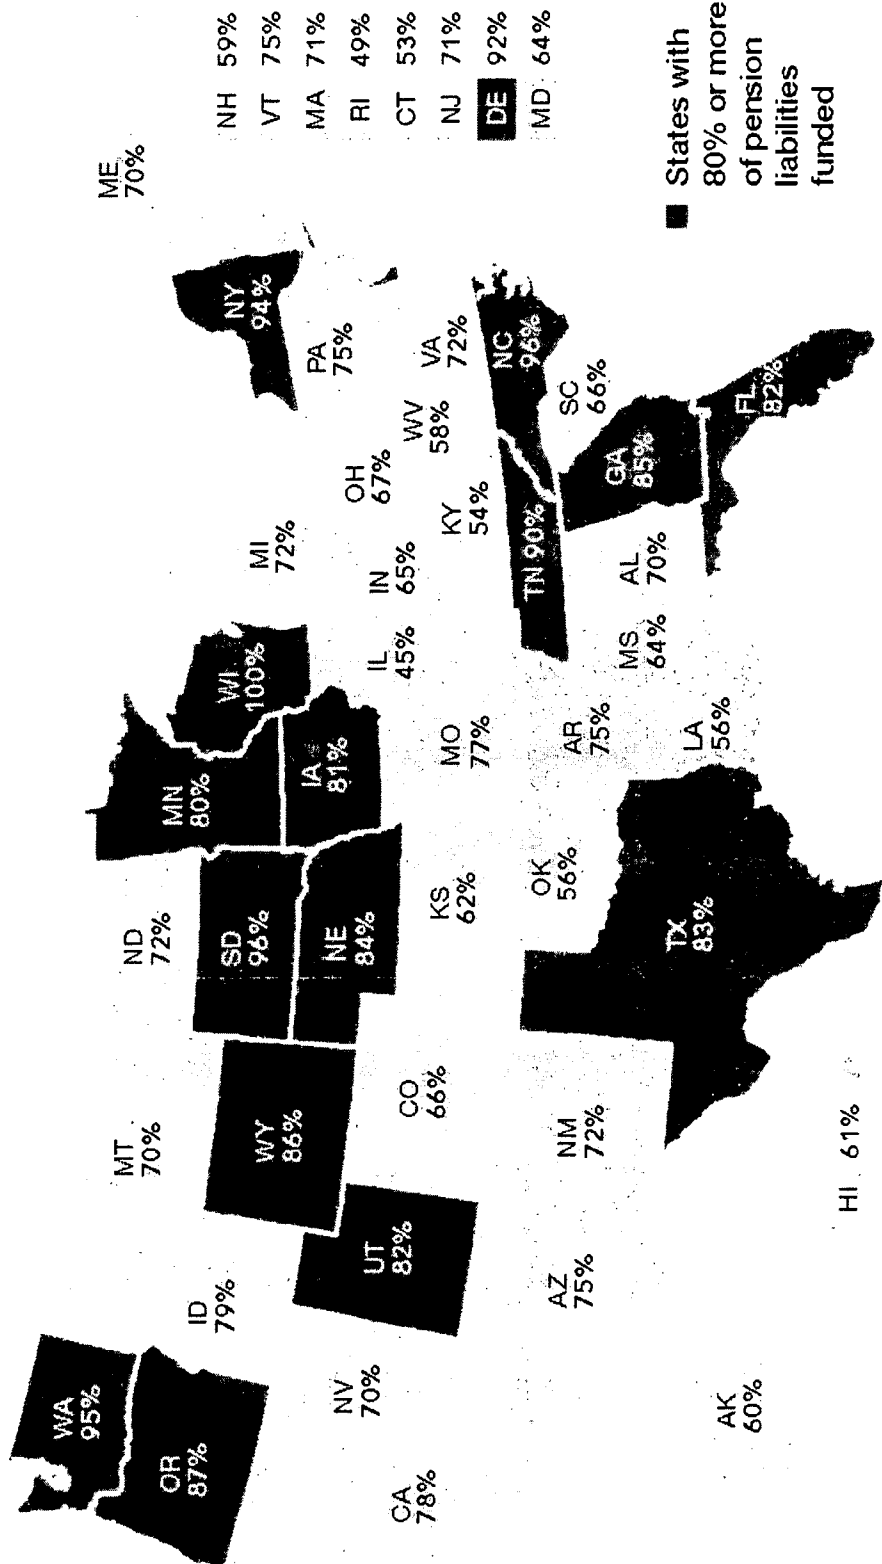 WA
95%
OR
87%
CA
78%
NV
70%
ID
79%
MT
70%
WY
86%
UT
82%
AZ
75%
CO
66%
NM
72%
ND
72%
SD
96%
NE
84%
KS
62%
OK
56%
TX
83%
MN
80%
IA
81%
MO
77%
AR
75%
LA
56%
WI
100%
IL
45%
MS
64%
MI
72%
IN
65%
KY
54%
TN 90%
AL
70%
OH
67%
WV
58%
VA
72%
NC
96%
SC
66%
GA
85%
FL
82%
PA
75%
NY
94%
ME
70%
AK
60%
HI 61%
NH 59%
VT 75%
MA 71%
RI 49%
CT 53%
NJ 71%
DE 92%
MD 64%
States with
80% or more
of pension
liabilities
funded